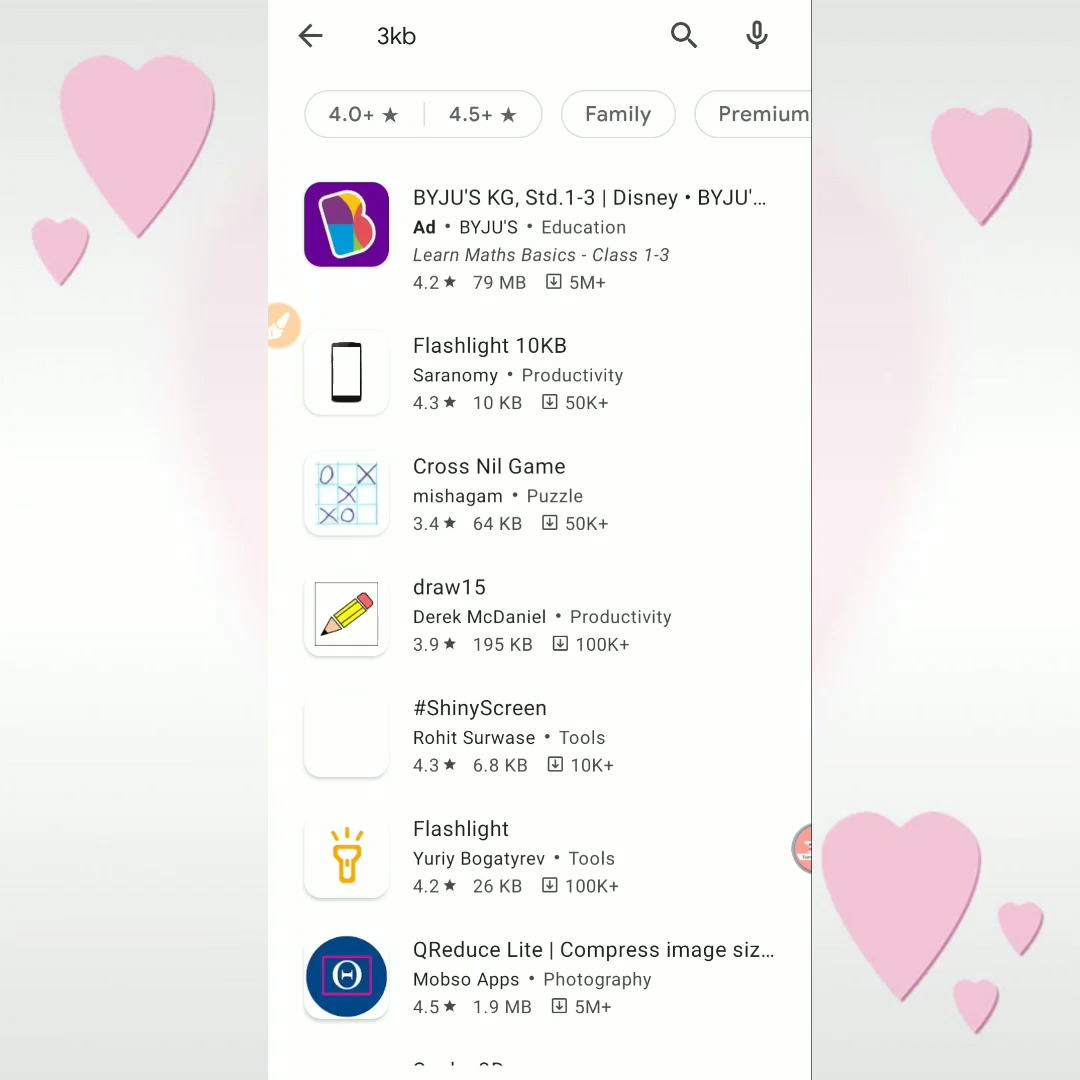 3kb
4.0+ ★ 4.5+ ★ Family Premium
BYJU'S KG, Std.1-3 | Disney • BYJU'...
Ad • BYJU'S • Education
Learn Maths Basics - Class 1-3
4.2★ 79 MB 5M+
Flashlight 10KB
Saranomy • Productivity
4.3★ 10 KB 50K+
Cross Nil Game
mishagam • Puzzle
3.4★ 64 KB 50K+
draw15
Derek McDaniel • Productivity
3.9★ 195 KB 100K+
#ShinyScreen
Rohit Surwase • Tools
4.3★ 6.8 KB 10K+
Flashlight
Yuriy Bogatyrev • Tools
4.2★ 26 KB 100K+
QReduce Lite | Compress image siz...
Mobso Apps • Photography
4.5★ 1.9 MB 5M+